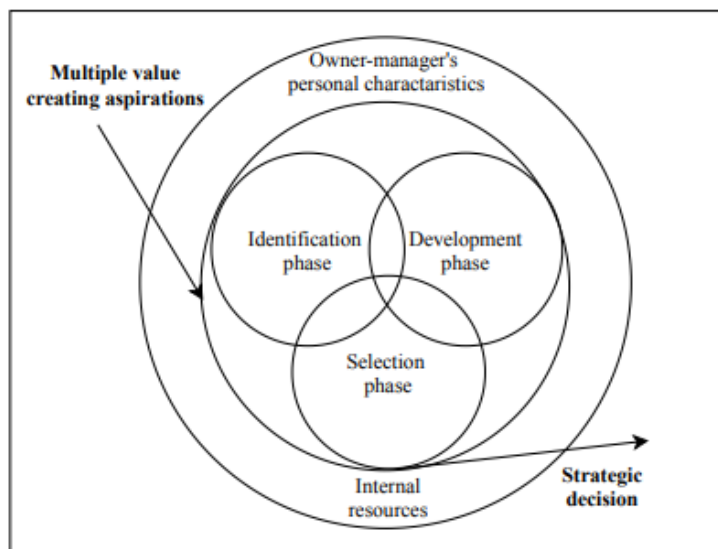 Owner-manager's
personal charactaristics
Multiple value
creating aspirations
Identification
phase
Development
phase
Selection
phase
Internal
resources
Strategic
decision